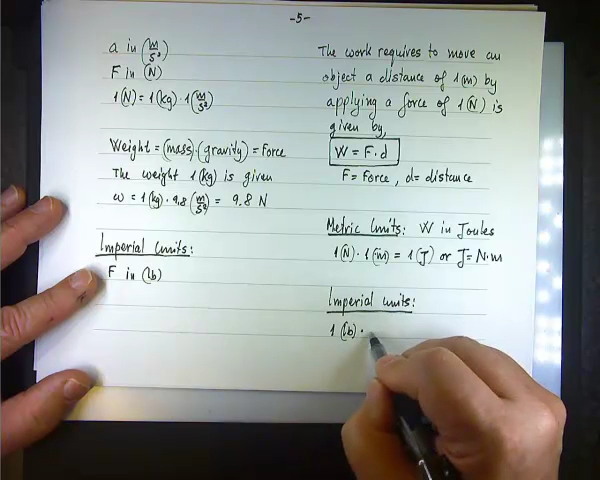 -5-
a in (m/s²)
F in (N)
1(N) = 1(kg) · 1(m/s²)
Weight = (mass) · (gravity) = Force
The weight 1(kg) is given
w = 1(kg) · 9.8 (m/s²) = 9.8 N
Imperial Units:
F in (lb)
The work requires to move an
object a distance of 1(m) by
applying a force of 1(N) is
given by,
W = F·d
F = Force, d = distance
Metric Units: W in Joules
1(N) · 1(m) = 1(J) or J = N·m
Imperial units:
1(lb) ·